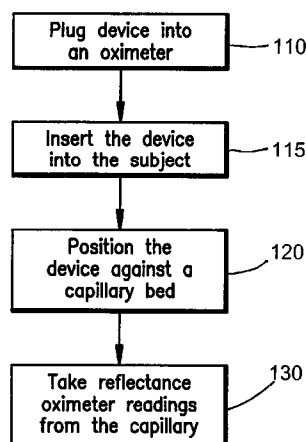 Plug device into
an oximeter
110
Insert the device
into the subject
115
Position the
device against a
capillary bed
120
Take reflectance
oximeter readings
from the capillary
130